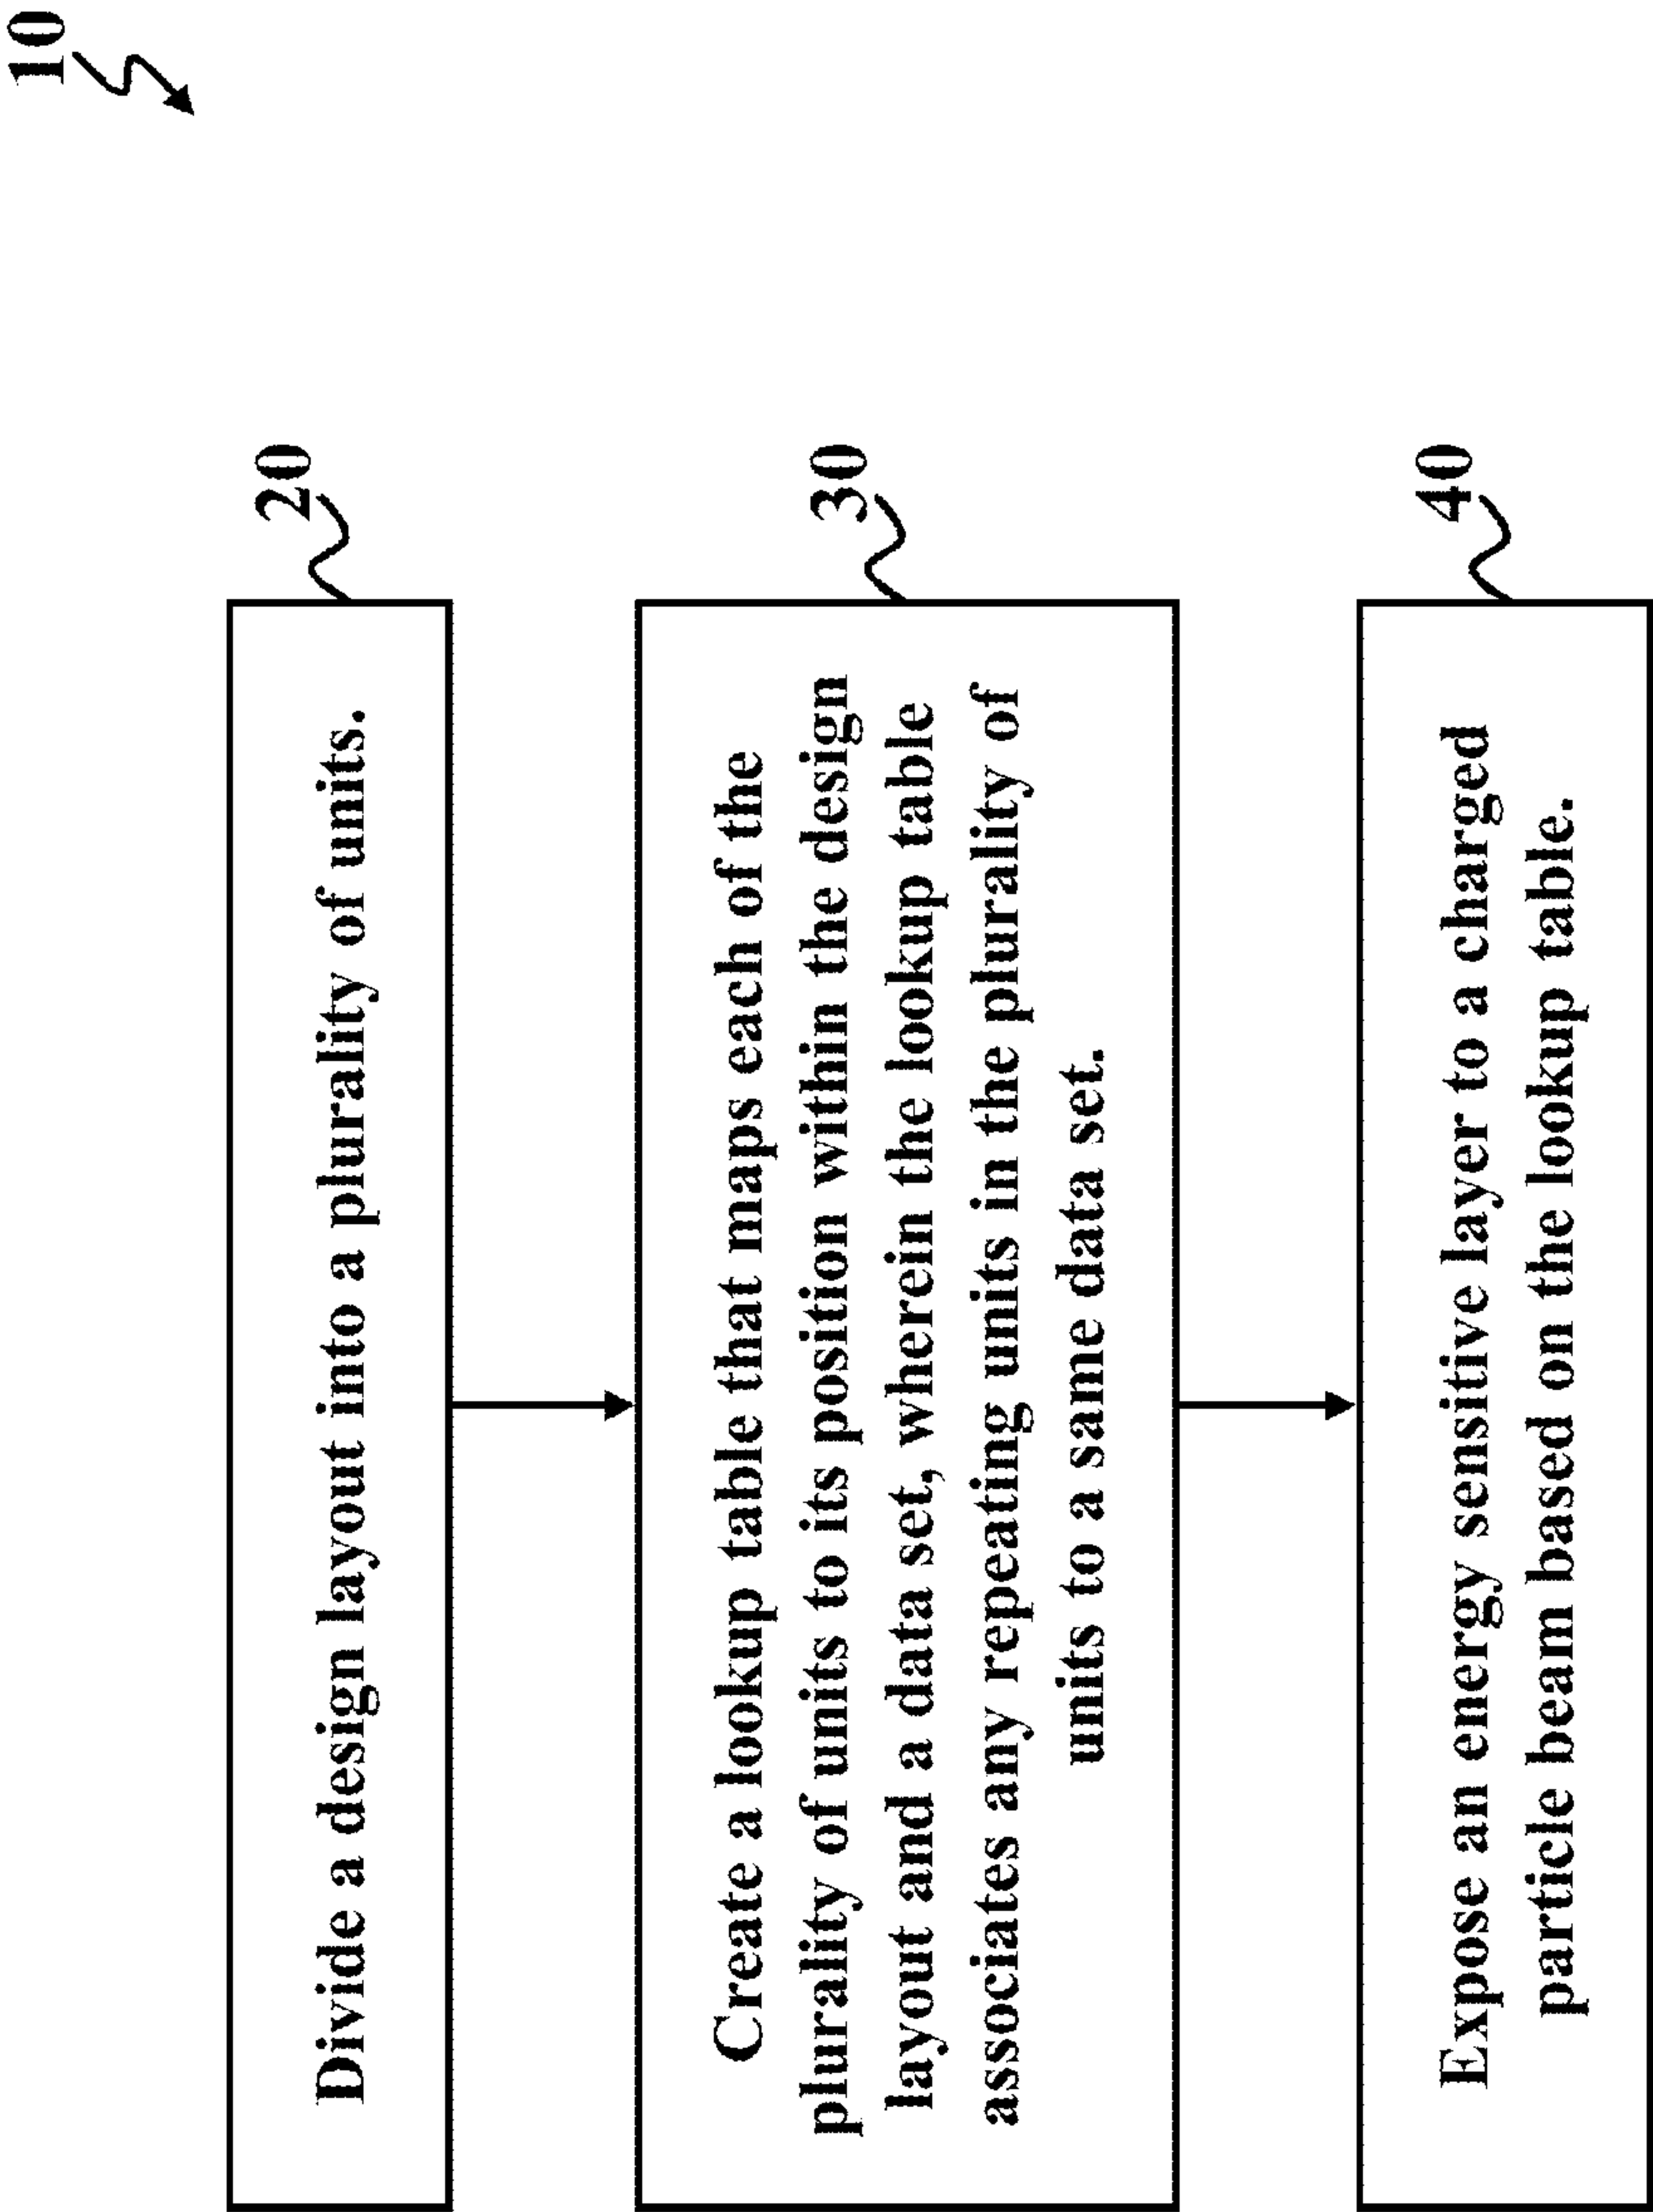 10
20
Divide a design layout into a plurality of units.
30
Create a lookup table that maps each of the
plurality of units to its position within the design
layout and a data set, wherein the lookup table
associates any repeating units in the plurality of
units to a same data set.
40
Expose an energy sensitive layer to a charged
particle beam based on the lookup table.